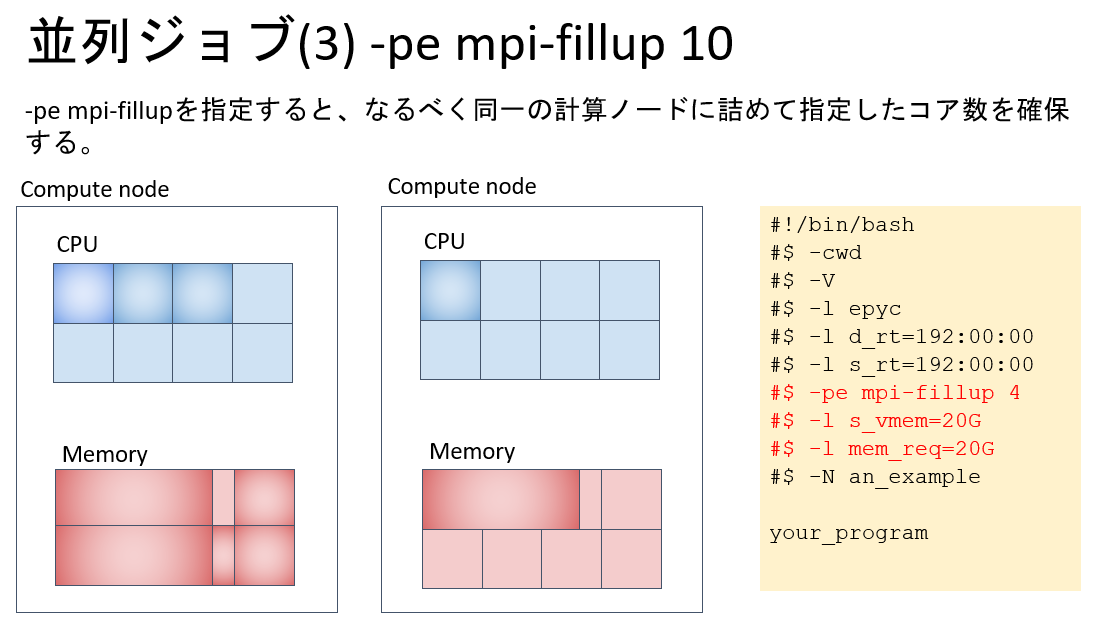 並列ジョブ(3) -pe mpi-fillup 10
-pe mpi-fillupを指定すると、なるべく同一の計算ノードに詰めて指定したコア数を確保
する。
Compute node
CPU
Memory
Compute node
CPU
Memory
#!/bin/bash
#$ -cwd
#$ -V
#$ -l epyc
#$ -l d_rt=192:00:00
#$ -l s_rt=192:00:00
#$ -pe mpi-fillup 4
#$ -l s_vmem=20G
#$ -l mem_req=20G
#$ -N an_example
your_program